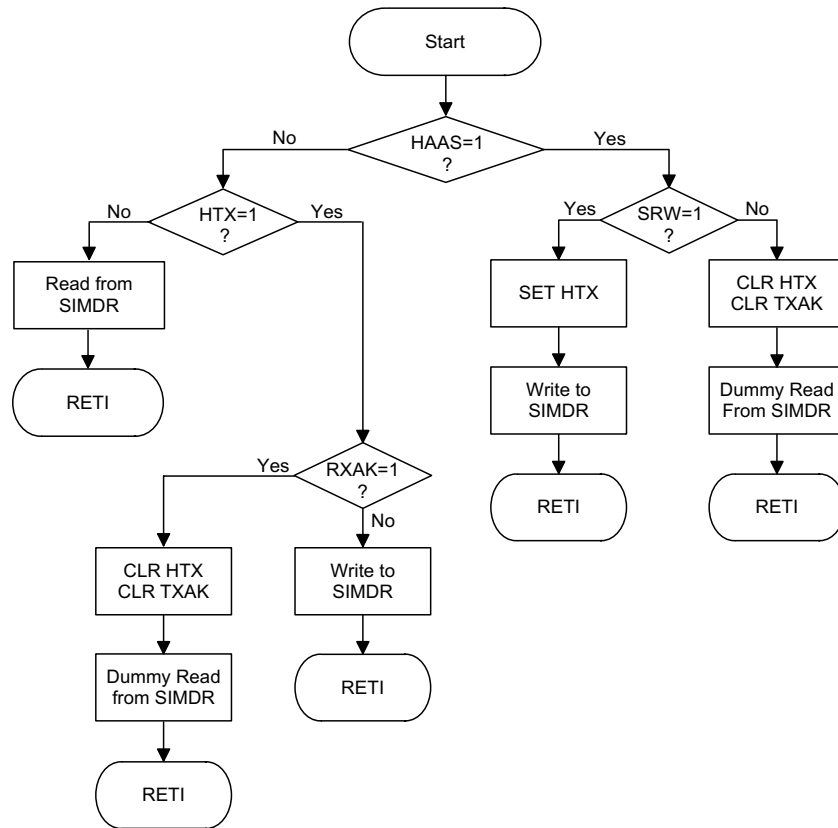 Start
No
HAAS=1
?
Yes
No
HTX=1
?
Yes
Yes
SRW=1
?
No
Read from
SIMDR
SET HTX
CLR HTX
CLR TXAK
RETI
Write to
SIMDR
Dummy Read
From SIMDR
Yes
RXAK=1
?
No
RETI
RETI
CLR HTX
CLR TXAK
Write to
SIMDR
Dummy Read
from SIMDR
RETI
RETI